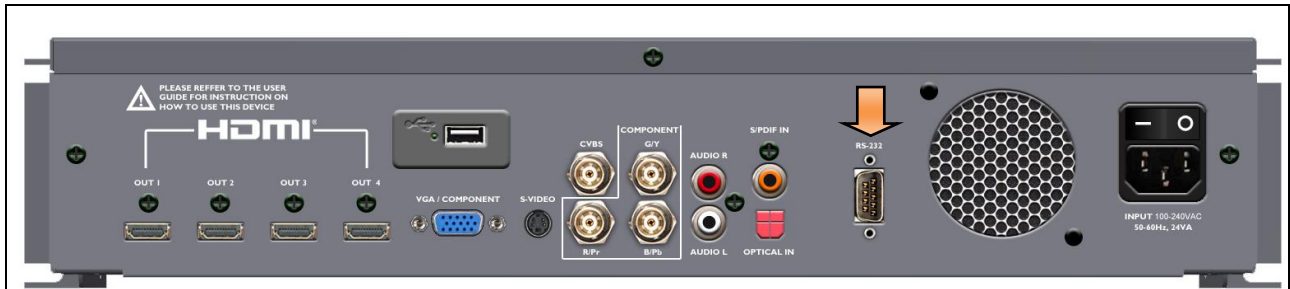 PLEASE REFFER TO THE USER
GUIDE FOR INSTRUCTION ON
HOW TO USE THIS DEVICE
HDMI
OUT 1
OUT 2
OUT 3
OUT 4
VGA / COMPONENT
S-VIDEO
CVBS
COMPONENT
G/Y
R/Pr
B/Pb
AUDIO R
AUDIO L
S/PDIF IN
OPTICAL IN
RS-232
INPUT 100-240VAC
50-60Hz, 24VA